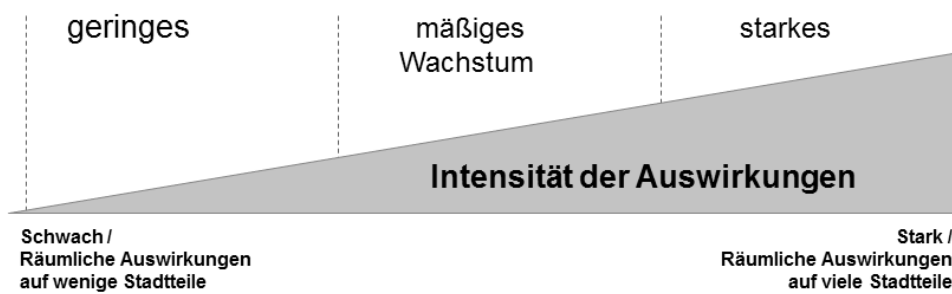 geringes
mäßiges
Wachstum
starkes
Intensität der Auswirkungen
Schwach /
Räumliche Auswirkungen
auf wenige Stadtteile
Stark /
Räumliche Auswirkungen
auf viele Stadtteile